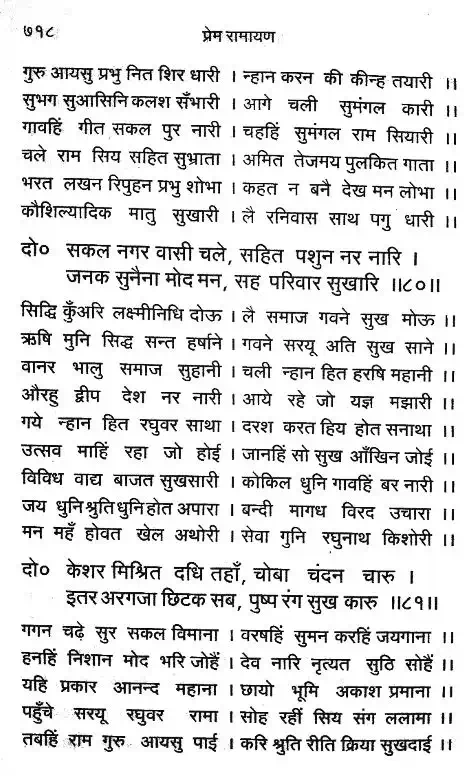 ७१८
प्रेम रामायण
गुरु आयसु प्रभु नित शिर धारी । न्हान करन की कीन्ह तयारी ।।
सुभग सुआसिनि कलश सँभारी । आगे चली सुमंगल कारी ।।
गावहिं गीत सकल पुर नारी । चहहिं सुमंगल राम सियारी ।।
चले राम सिय सहित सुभ्राता । अमित तेजमय पुलकित गाता ।।
भरत लखन रिपुहन प्रभु शोभा । कहत न बनै देख मन लोभा ।।
कौशिल्यादिक मातु सुखारी । लै रनिवास साथ पगु धारी ।।
दो० सकल नगर वासी चले, सहित पशुन नर नारि ।
जनक सुनैना मोद मन, सह परिवार सुखारि ।।८०।।
सिद्धि कुँअरि लक्ष्मीनिधि दोऊ । लै समाज गवने सुख मोऊ ।।
ऋषि मुनि सिद्ध सन्त हर्षाने । गवने सरयू अति सुख साने ।।
वानर भालु समाज सुहानी । चली न्हान हित हरषि महानी ।।
औरहु द्वीप देश नर नारी । आये रहे जो यज्ञ मझारी ।।
गये न्हान हित रघुवर साथा । दरश करत हिय होत सनाथा ।।
उत्सव माहिं रहा जो होई । जानहिं सो सुख आँखिन जोई ।।
विविध वाद्य बाजत सुखसारी । कोकिल धुनि गावहिं बर नारी ।।
जय धुनि श्रुति धुनि होत अपारा । बन्दी मागध विरद उचारा ।।
मन महँ होवत खेल अथोरी । सेवा गुनि रघुनाथ किशोरी ।।
दो० केशर मिश्रित दधि तहाँ, चोबा चंदन चारु ।
इतर अरगजा छिटक सब, पुष्प रंग सुख कारु ।।८१।।
गगन चढ़े सुर सकल विमाना । वरषहिं सुमन करहिं जयगाना ।।
हनहिं निशान मोद भरि जोहैं । देव नारि नृत्यत सुठि सोहैं ।।
यहि प्रकार आनन्द महाना । छायो भूमि अकाश प्रमाना ।।
पहुँचे सरयू रघुवर रामा । सोह रहीं सिय संग ललामा ।।
तबहिं राम गुरु आयसु पाई । करि श्रुति रीति क्रिया सुखदाई ।।